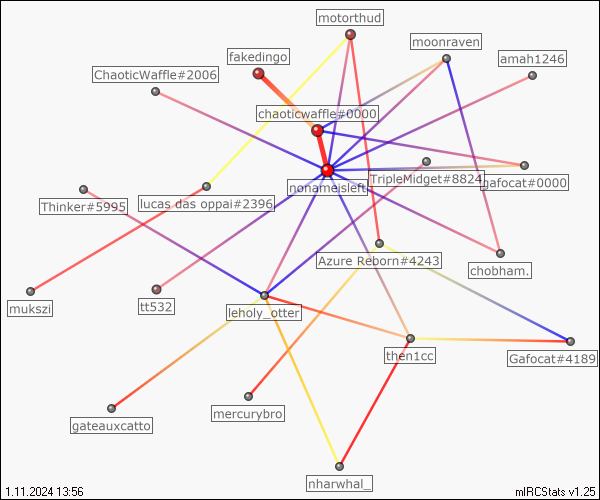 motorthud
moonraven
fakedingo
amah1246
ChaoticWaffle#2006
chaoticwaffle#0000
TripleMidget#8824
gafocat#0000
nonameisleft
Thinker#5995
lucas das oppai#2396
Azure Reborn#4243
chobham.
mukszi
tt532
leholy_otter
then1cc
Gafocat#4189
mercurybro
gateauxcatto
nharwhal_
1.11.2024 13:56
mIRCStats v1.25